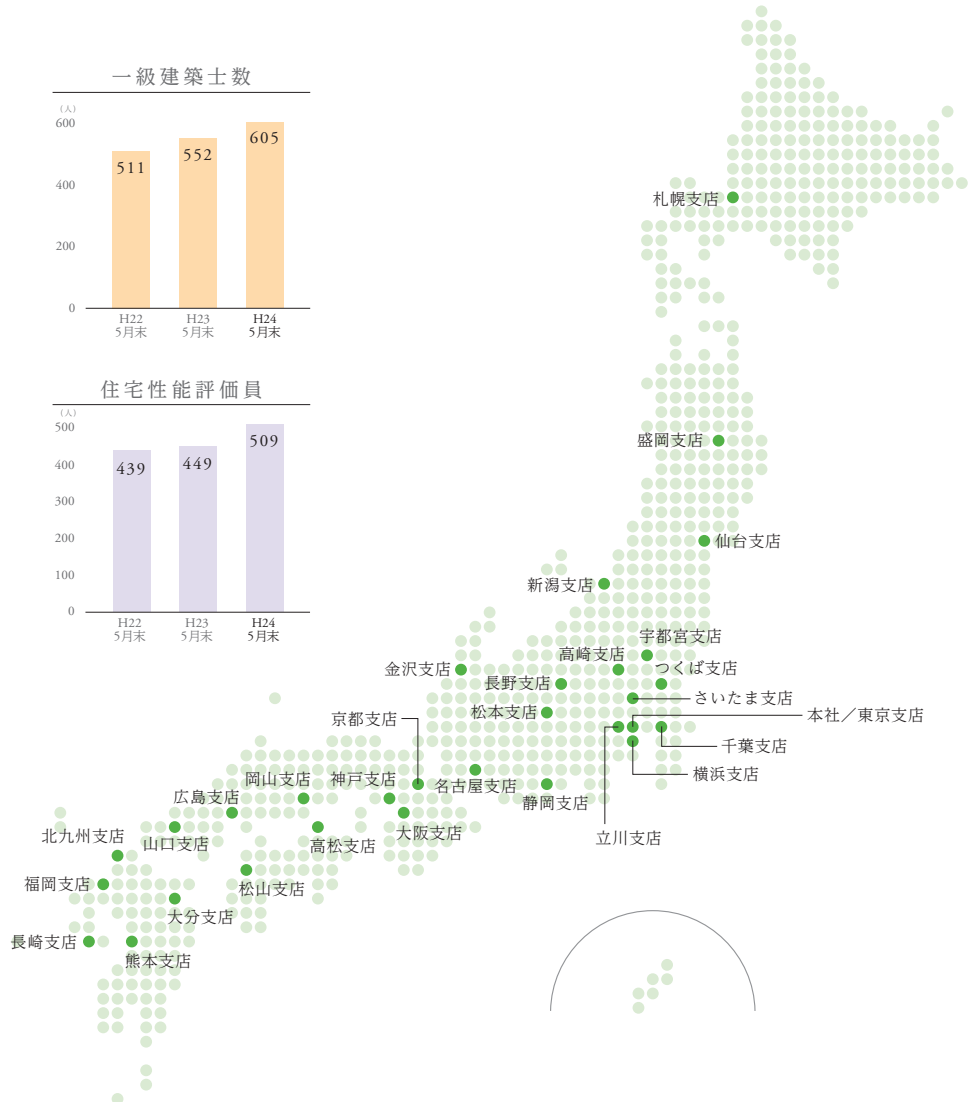 一級建築士数
（人）
600
400
200
0
511
552
605
H22
5月末
H23
5月末
H24
5月末
住宅性能評価員
（人）
500
400
300
200
100
0
439
449
509
H22
5月末
H23
5月末
H24
5月末
札幌支店
盛岡支店
仙台支店
新潟支店
宇都宮支店
高崎支店
つくば支店
金沢支店
長野支店
さいたま支店
松本支店
京都支店
本社／東京支店
千葉支店
横浜支店
岡山支店
神戸支店
名古屋支店
静岡支店
広島支店
北九州支店
山口支店
高松支店
大阪支店
立川支店
福岡支店
松山支店
大分支店
長崎支店
熊本支店